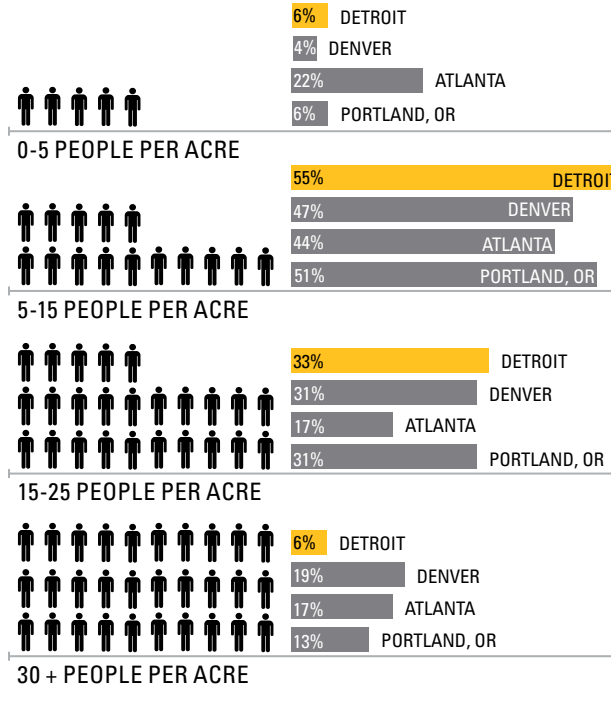 6% DETROIT
4% DENVER
22% ATLANTA
6% PORTLAND, OR
0-5 PEOPLE PER ACRE
55% DETROIT
47% DENVER
44% ATLANTA
51% PORTLAND, OR
5-15 PEOPLE PER ACRE
33% DETROIT
31% DENVER
17% ATLANTA
31% PORTLAND, OR
15-25 PEOPLE PER ACRE
6% DETROIT
19% DENVER
17% ATLANTA
13% PORTLAND, OR
30 + PEOPLE PER ACRE